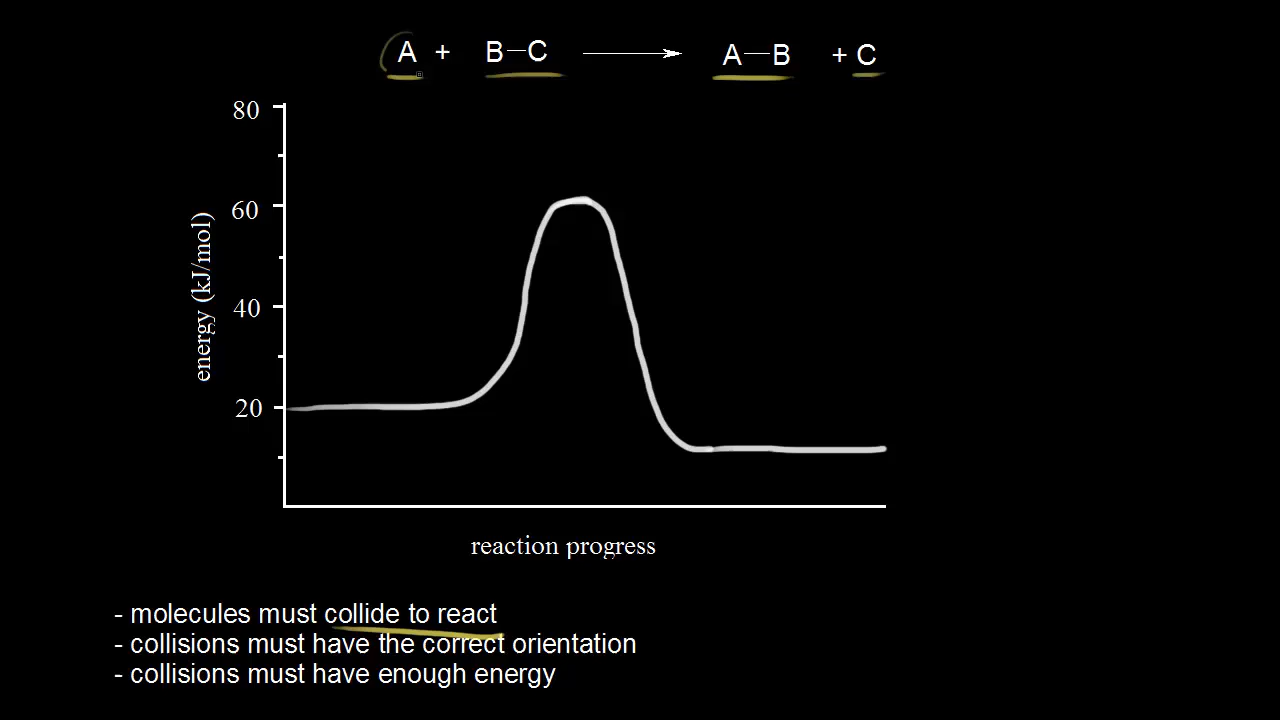 A + B—C → A—B + C
80
60
40
20
energy (kJ/mol)
reaction progress
- molecules must collide to react
- collisions must have the correct orientation
- collisions must have enough energy